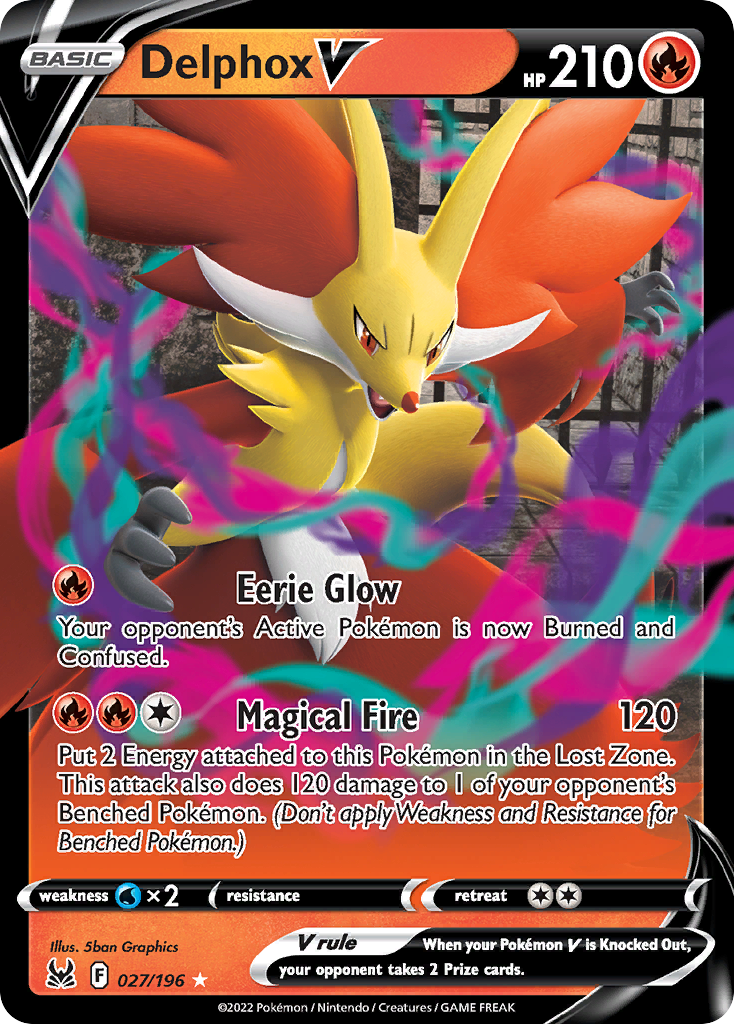 BASIC
Delphox V
HP 210
Eerie Glow
Your opponent's Active Pokémon is now Burned and
Confused.
Magical Fire 120
Put 2 Energy attached to this Pokémon in the Lost Zone.
This attack also does 120 damage to 1 of your opponent's
Benched Pokémon. (Don't apply Weakness and Resistance for
Benched Pokémon.)
weakness ×2 resistance retreat
Illus. 5ban Graphics
F 027/196
V rule When your Pokémon V is Knocked Out,
your opponent takes 2 Prize cards.
©2022 Pokémon / Nintendo / Creatures / GAME FREAK